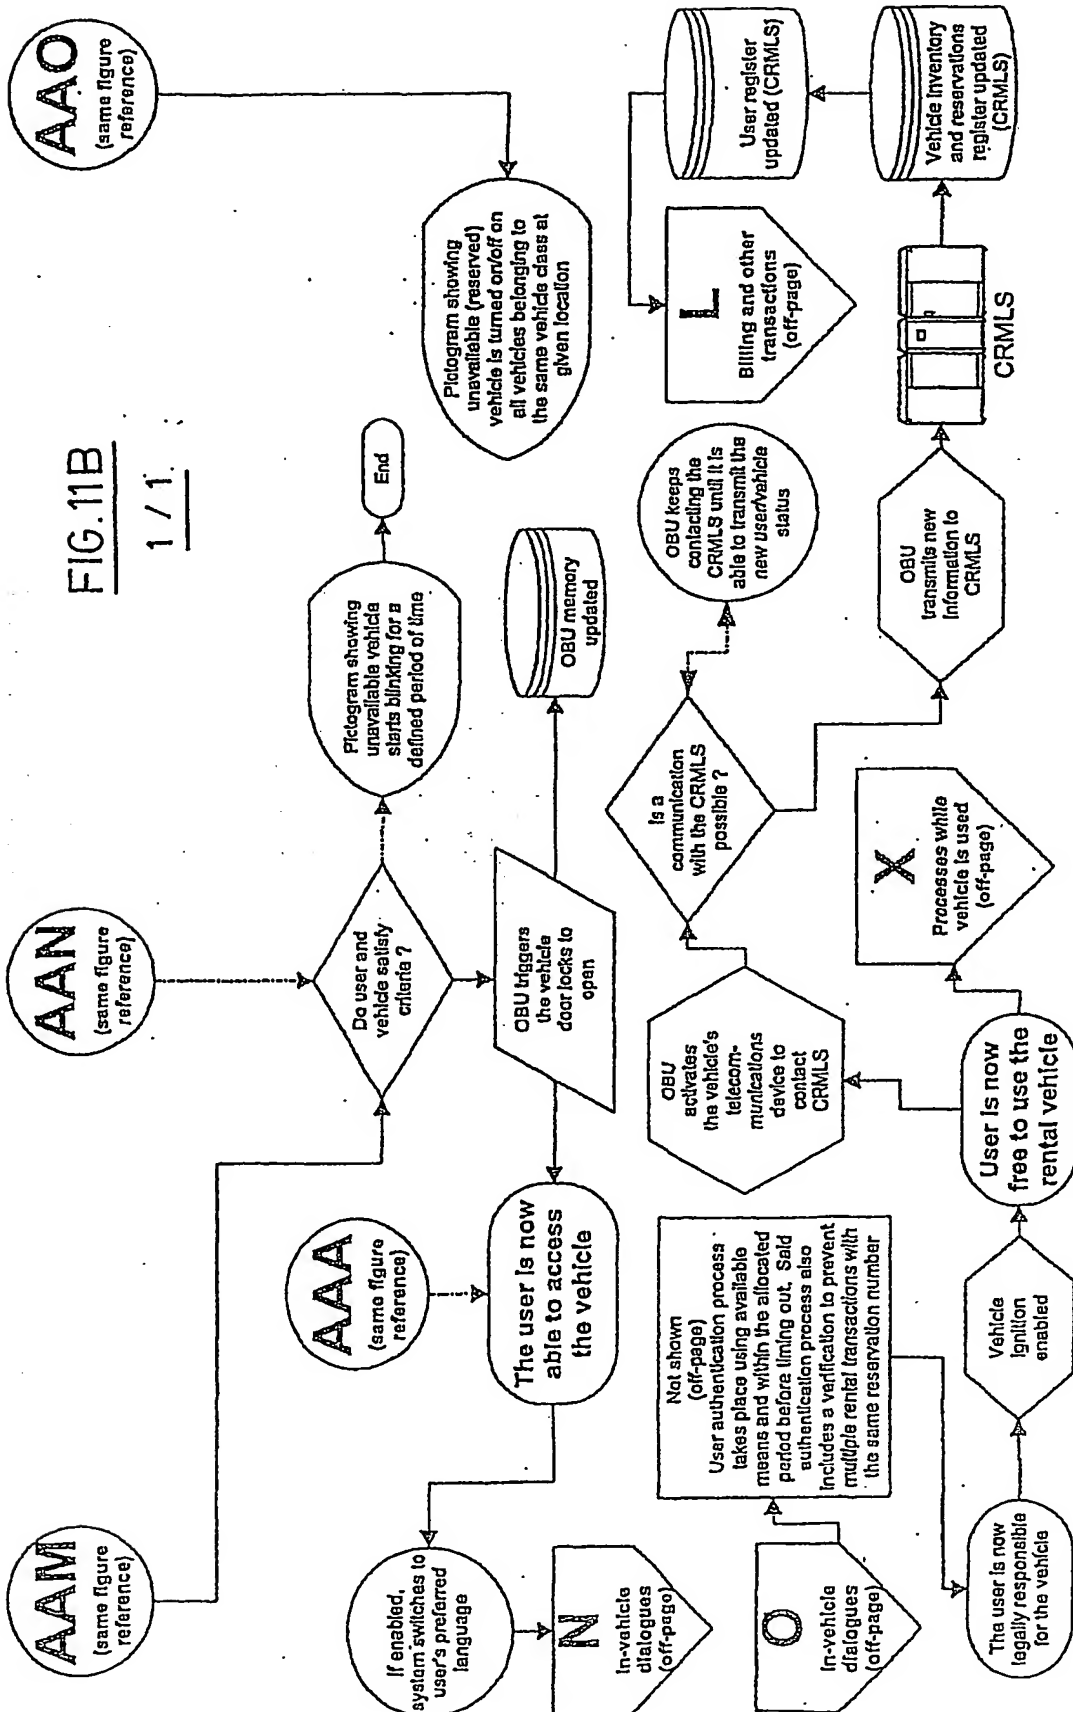 FIG.11B
1 / 1
AAM
(same figure
reference)
AAN
(same figure
reference)
AAO
(same figure
reference)
Do user and
vehicle satisfy
criteria ?
Pictogram showing
unavailable vehicle
starts blinking for a
defined period of time
End
Pictogram showing
unavailable (reserved)
vehicle is turned on/off on
all vehicles belonging to
the same vehicle class at
given location
AAA
(same figure
reference)
OBU triggers
the vehicle
door locks to
open
OBU memory
updated
The user is now
able to access
the vehicle
If enabled,
system switches to
user's preferred
language
N
In-vehicle
dialogues
(off-page)
O
In-vehicle
dialogues
(off-page)
Not shown
(off-page)
User authentication process
takes place using available
means and within the allocated
period before timing out. Said
authentication process also
includes a verification to prevent
multiple rental transactions with
the same reservation number
The user is now
legally responsible
for the vehicle
Vehicle
ignition
enabled
User is now
free to use the
rental vehicle
X
Processes while
vehicle is used
(off-page)
OBU
activates
the vehicle's
telecom-
munications
device to
contact
CRMLS
Is a
communication
with the CRMLS
possible ?
OBU keeps
contacting the
CRMLS until it is
able to transmit the
new user/vehicle
status
OBU
transmits new
information to
CRMLS
CRMLS
Vehicle inventory
and reservations
register updated
(CRMLS)
User register
updated (CRMLS)
L
Billing and other
transactions
(off-page)